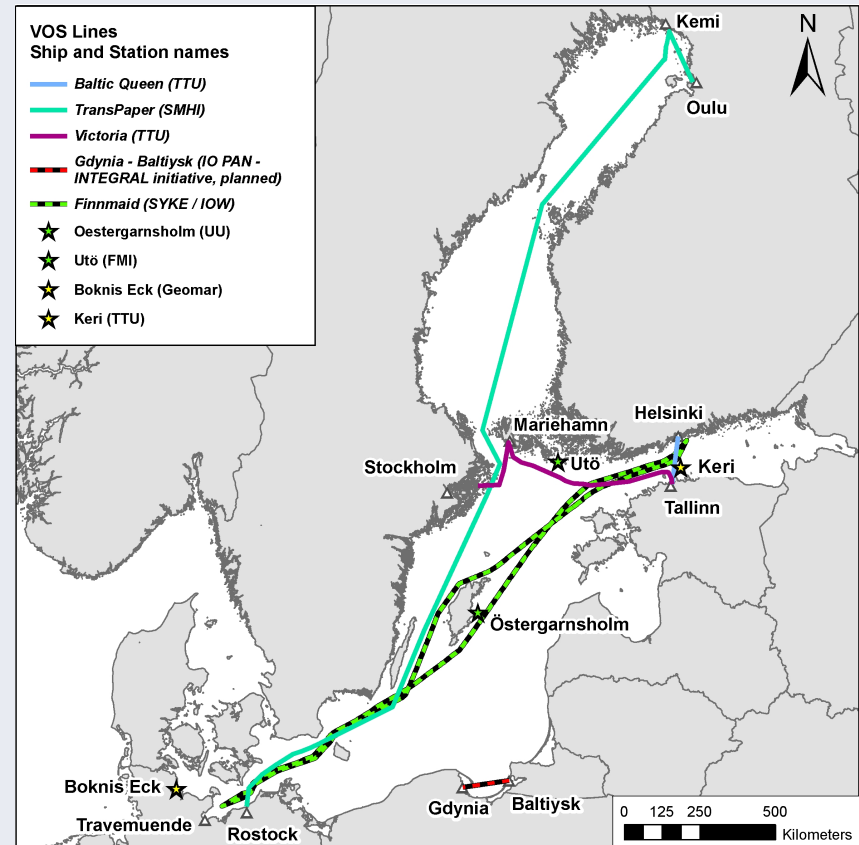 VOS Lines
Ship and Station names
Baltic Queen (TTU)
TransPaper (SMHI)
Victoria (TTU)
Gdynia - Baltiysk (IO PAN -
INTEGRAL initiative, planned)
Finnmaid (SYKE / IOW)
Oestergarnsholm (UU)
Utö (FMI)
Boknis Eck (Geomar)
Keri (TTU)
Kemi
N
Oulu
Helsinki
Mariehamn
Stockholm
Utö
Keri
Tallinn
Östergarnsholm
Boknis Eck
Travemuende
Rostock
Gdynia
Baltiysk
0 125 250 500
Kilometers